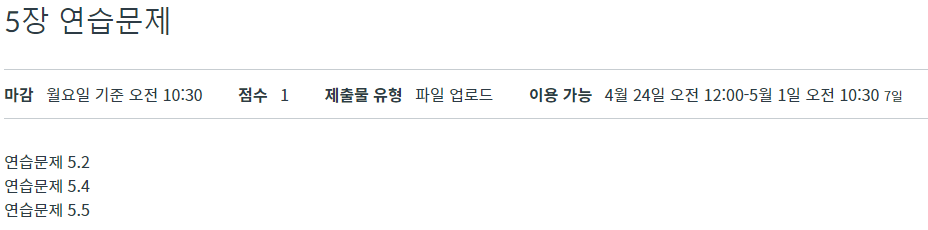 5장 연습문제
마감 월요일 기준 오전 10:30 점수 1 제출물 유형 파일 업로드 이용 가능 4월 24일 오전 12:00-5월 1일 오전 10:30 7일
연습문제 5.2
연습문제 5.4
연습문제 5.5